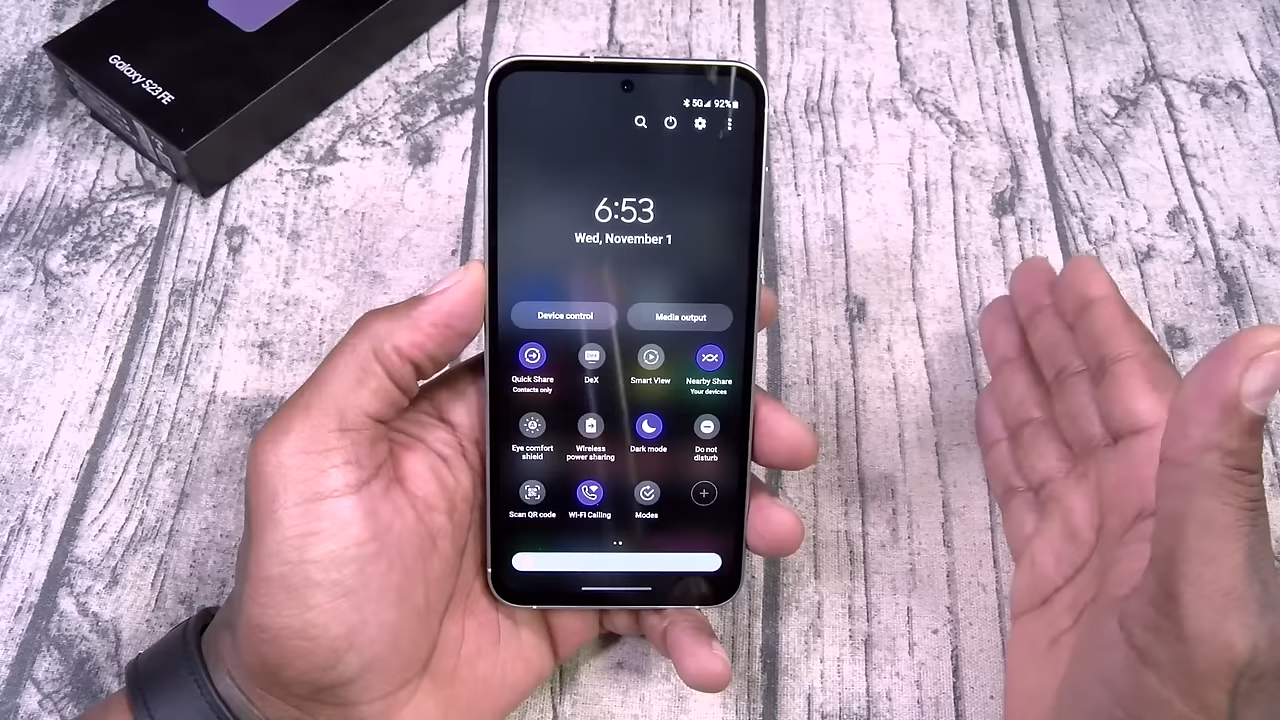 Galaxy S23 FE
5G 92%
6:53
Wed, November 1
Device control
Media output
Quick Share
Contacts only
DeX
Smart View
Nearby Share
Your devices
Eye comfort
shield
Wireless
power sharing
Dark mode
Do not
disturb
Scan QR code
Wi-Fi Calling
Modes